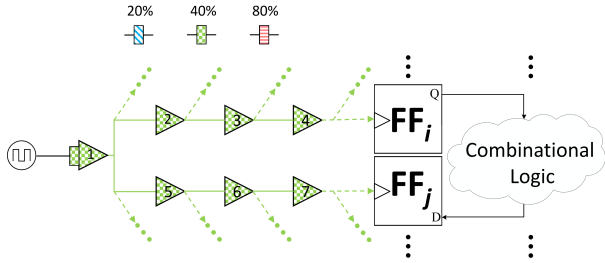 20% 40% 80%
1
2 3 4
5 6 7
Q
FFi
FFj
D
Combinational
Logic